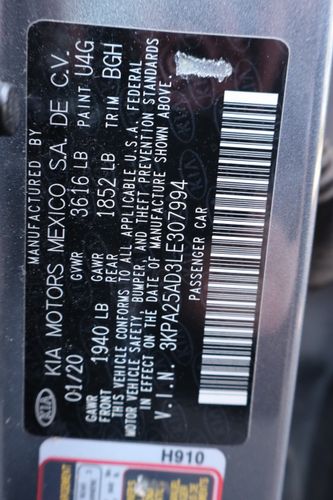 MANUFACTURED BY
KIA MOTORS MEXICO S.A. DE C.V.
01/20 GVWR 3616 LB PAINT U4G
GAWR FRONT 1940 LB GAWR REAR 1852 LB TRIM BGH
THIS VEHICLE CONFORMS TO ALL APPLICABLE U.S.A. FEDERAL
MOTOR VEHICLE SAFETY, BUMPER, AND THEFT PREVENTION STANDARDS
IN EFFECT ON THE DATE OF MANUFACTURE SHOWN ABOVE.
V.I.N. 3KPA25AD3LE307994
PASSENGER CAR
KIA
H910